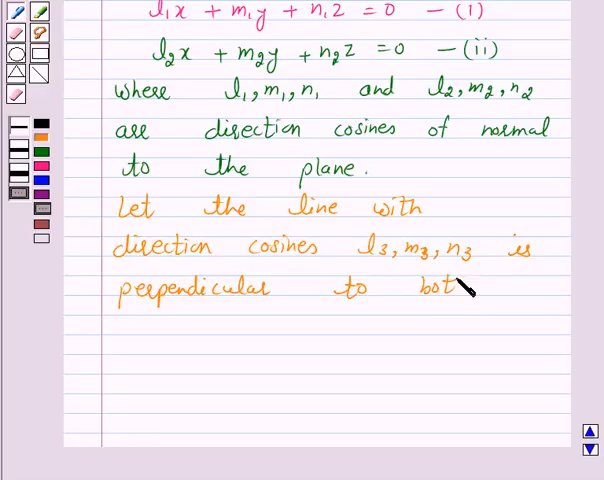 l₁x + m₁y + n₁z = 0 — (i)
l₂x + m₂y + n₂z = 0 — (ii)
where l₁, m₁, n₁ and l₂, m₂, n₂
are direction cosines of normal
to the plane.
Let the line with
direction cosines l₃, m₃, n₃ is
perpendicular to bot